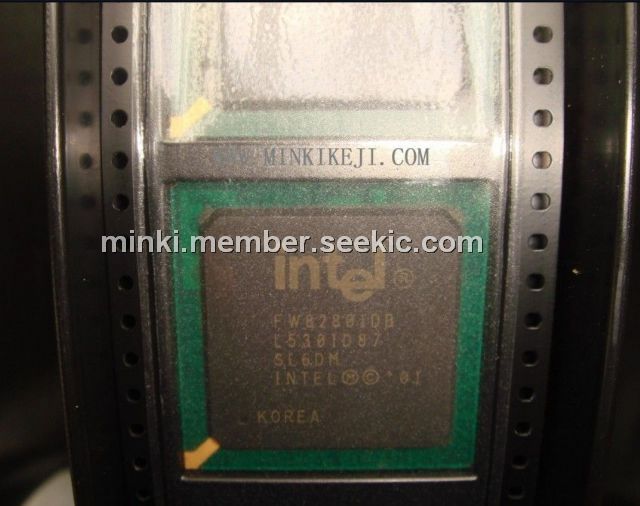 WWW.MINKIKEJI.COM
minki.member.seekic.com
intel®
FW82801DB
L5301D87
SL6DM
INTEL Ⓜ © '01
KOREA